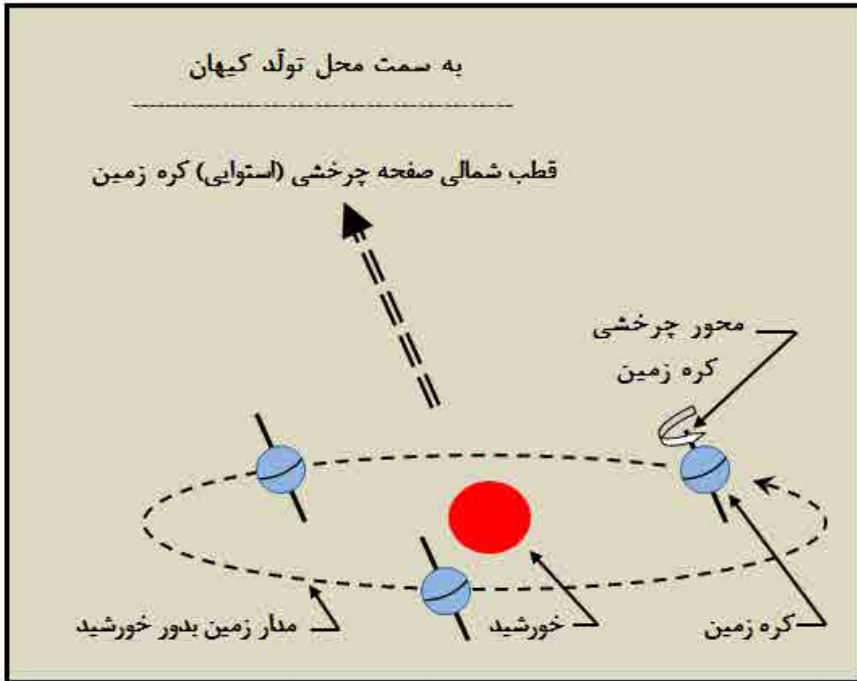 به سمت محل تولّد کیهان
قطب شمالی صفحه چرخشی (استوایی) کره زمین
محور چرخشی
کره زمین
مدار زمین بدور خورشید
خورشید
کره زمین